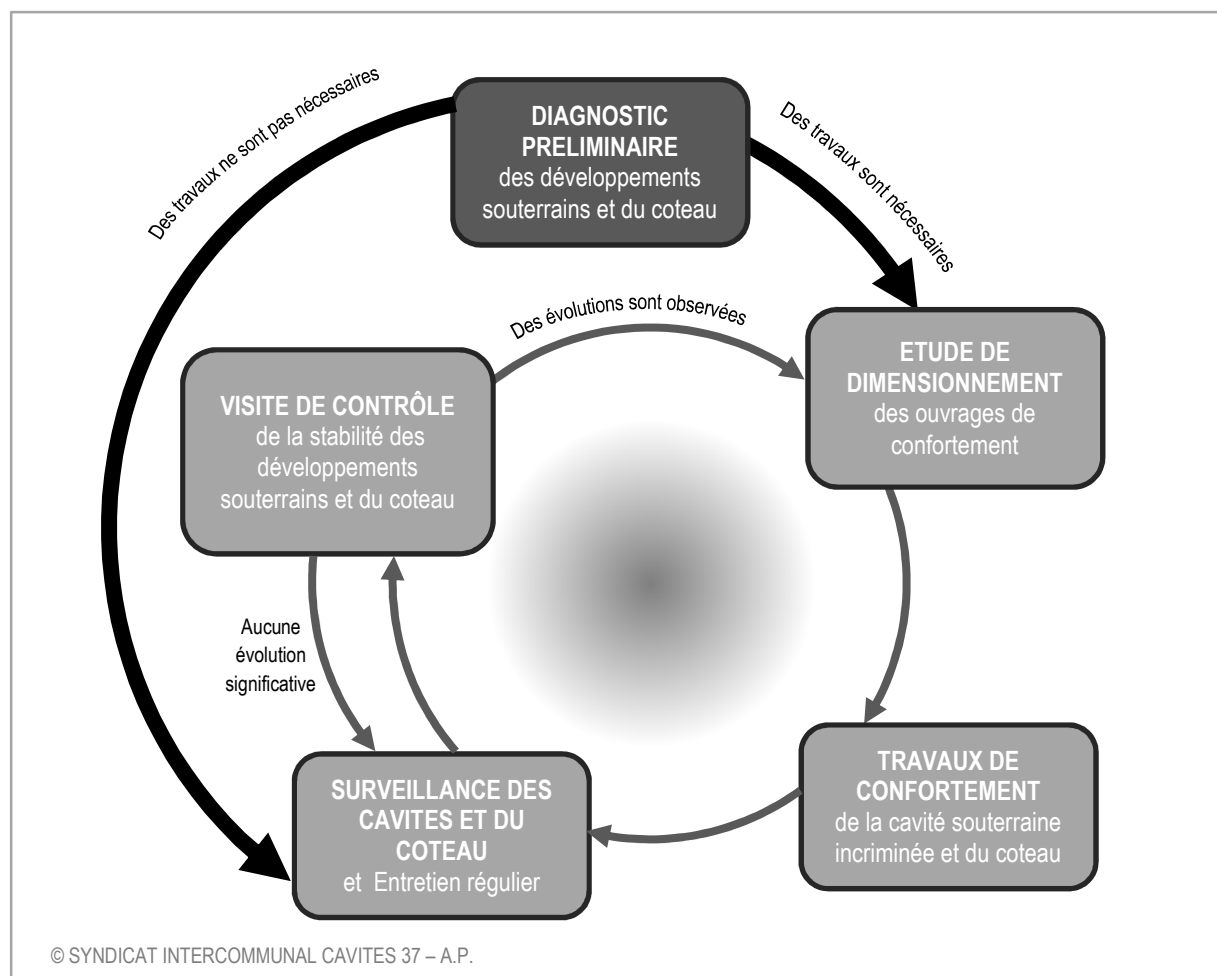 Des travaux ne sont pas nécessaires
DIAGNOSTIC
PRELIMINAIRE
des développements
souterrains et du coteau
Des travaux sont nécessaires
Des évolutions sont observées
ETUDE DE
DIMENSIONNEMENT
des ouvrages de
confortement
VISITE DE CONTRÔLE
de la stabilité des
développements
souterrains et du coteau
Aucune
évolution
significative
TRAVAUX DE
CONFORTEMENT
de la cavité souterraine
incriminée et du coteau
SURVEILLANCE DES
CAVITES ET DU
COTEAU
et Entretien régulier
© SYNDICAT INTERCOMMUNAL CAVITES 37 – A.P.